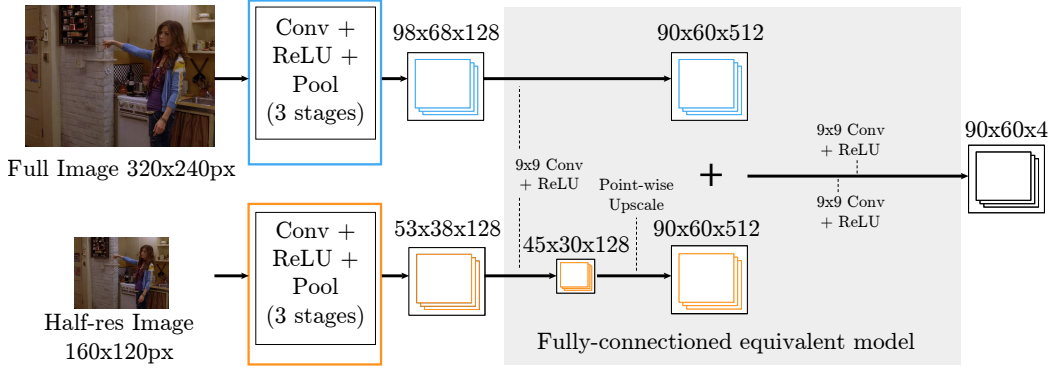 Conv +
ReLU +
Pool
(3 stages)
98x68x128
90x60x512
Full Image 320x240px
9x9 Conv
+ ReLU
Point-wise
Upscale
+
9x9 Conv
+ ReLU
9x9 Conv
+ ReLU
90x60x4
Conv +
ReLU +
Pool
(3 stages)
53x38x128
45x30x128
90x60x512
Half-res Image
160x120px
Fully-connectioned equivalent model